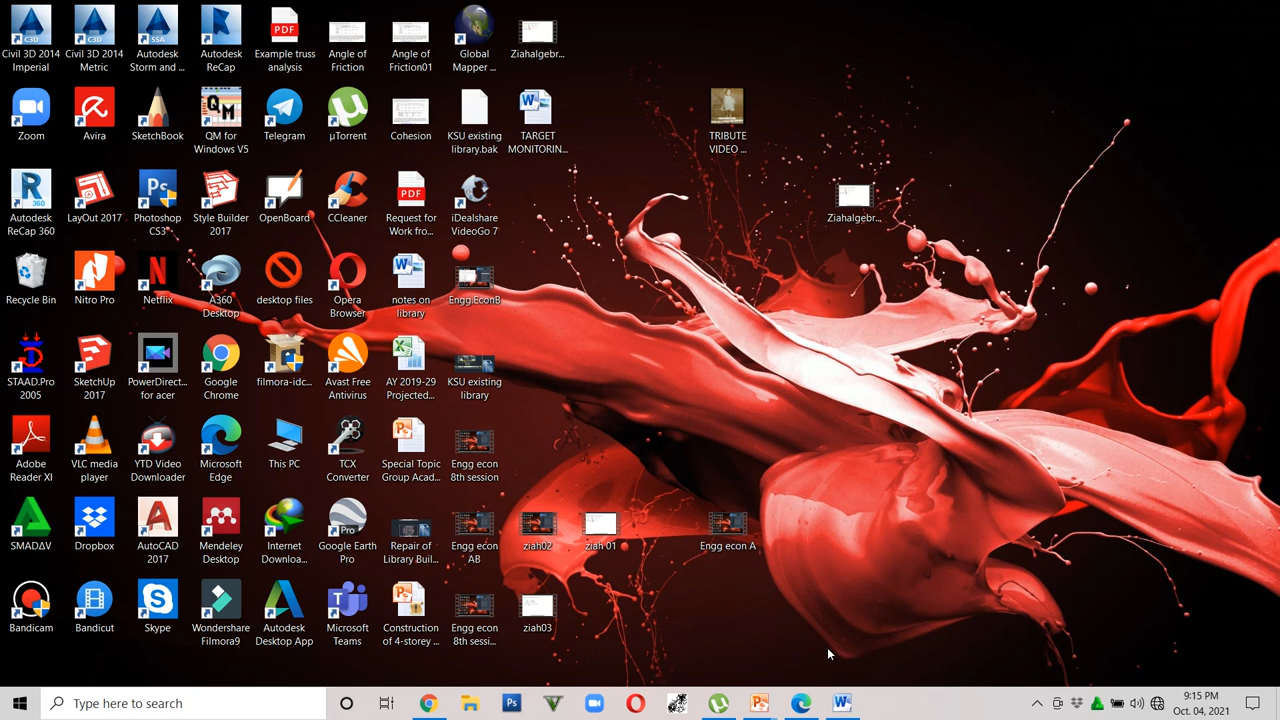 Civil 3D 2014
Imperial
Civil 3D 2014
Metric
Autodesk
Storm and ...
Autodesk
ReCap
Example truss
analysis
Angle of
Friction
Angle of
Friction01
Global
Mapper ...
Ziahalgebr...
Zoom
Avira
SketchBook
QM for
Windows V5
Telegram
µTorrent
Cohesion
KSU existing
library.bak
TARGET
MONITORIN...
TRIBUTE
VIDEO ...
Autodesk
ReCap 360
LayOut 2017
Photoshop
CS3
Style Builder
2017
OpenBoard
CCleaner
Request for
Work fro...
iDealshare
VideoGo 7
Ziahalgebr...
Recycle Bin
Nitro Pro
Netflix
A360
Desktop
desktop files
Opera
Browser
notes on
library
Engg.EconB
STAAD.Pro
2005
SketchUp
2017
PowerDirect...
for acer
Google
Chrome
filmora-idc...
Avast Free
Antivirus
AY 2019-29
Projected...
KSU existing
library
Adobe
Reader XI
VLC media
player
YTD Video
Downloader
Microsoft
Edge
This PC
TCX
Converter
Special Topic
Group Acad...
Engg econ
8th session
SMADAV
Dropbox
AutoCAD
2017
Mendeley
Desktop
Internet
Downloa...
Google Earth
Pro
Repair of
Library Buil...
Engg econ
AB
ziah02
ziah 01
Engg econ A
Bandicam
Bandicut
Skype
Wondershare
Filmora9
Autodesk
Desktop App
Microsoft
Teams
Construction
of 4-storey ...
Engg econ
8th sessi...
ziah03
Type here to search
9:15 PM
Oct. 04, 2021